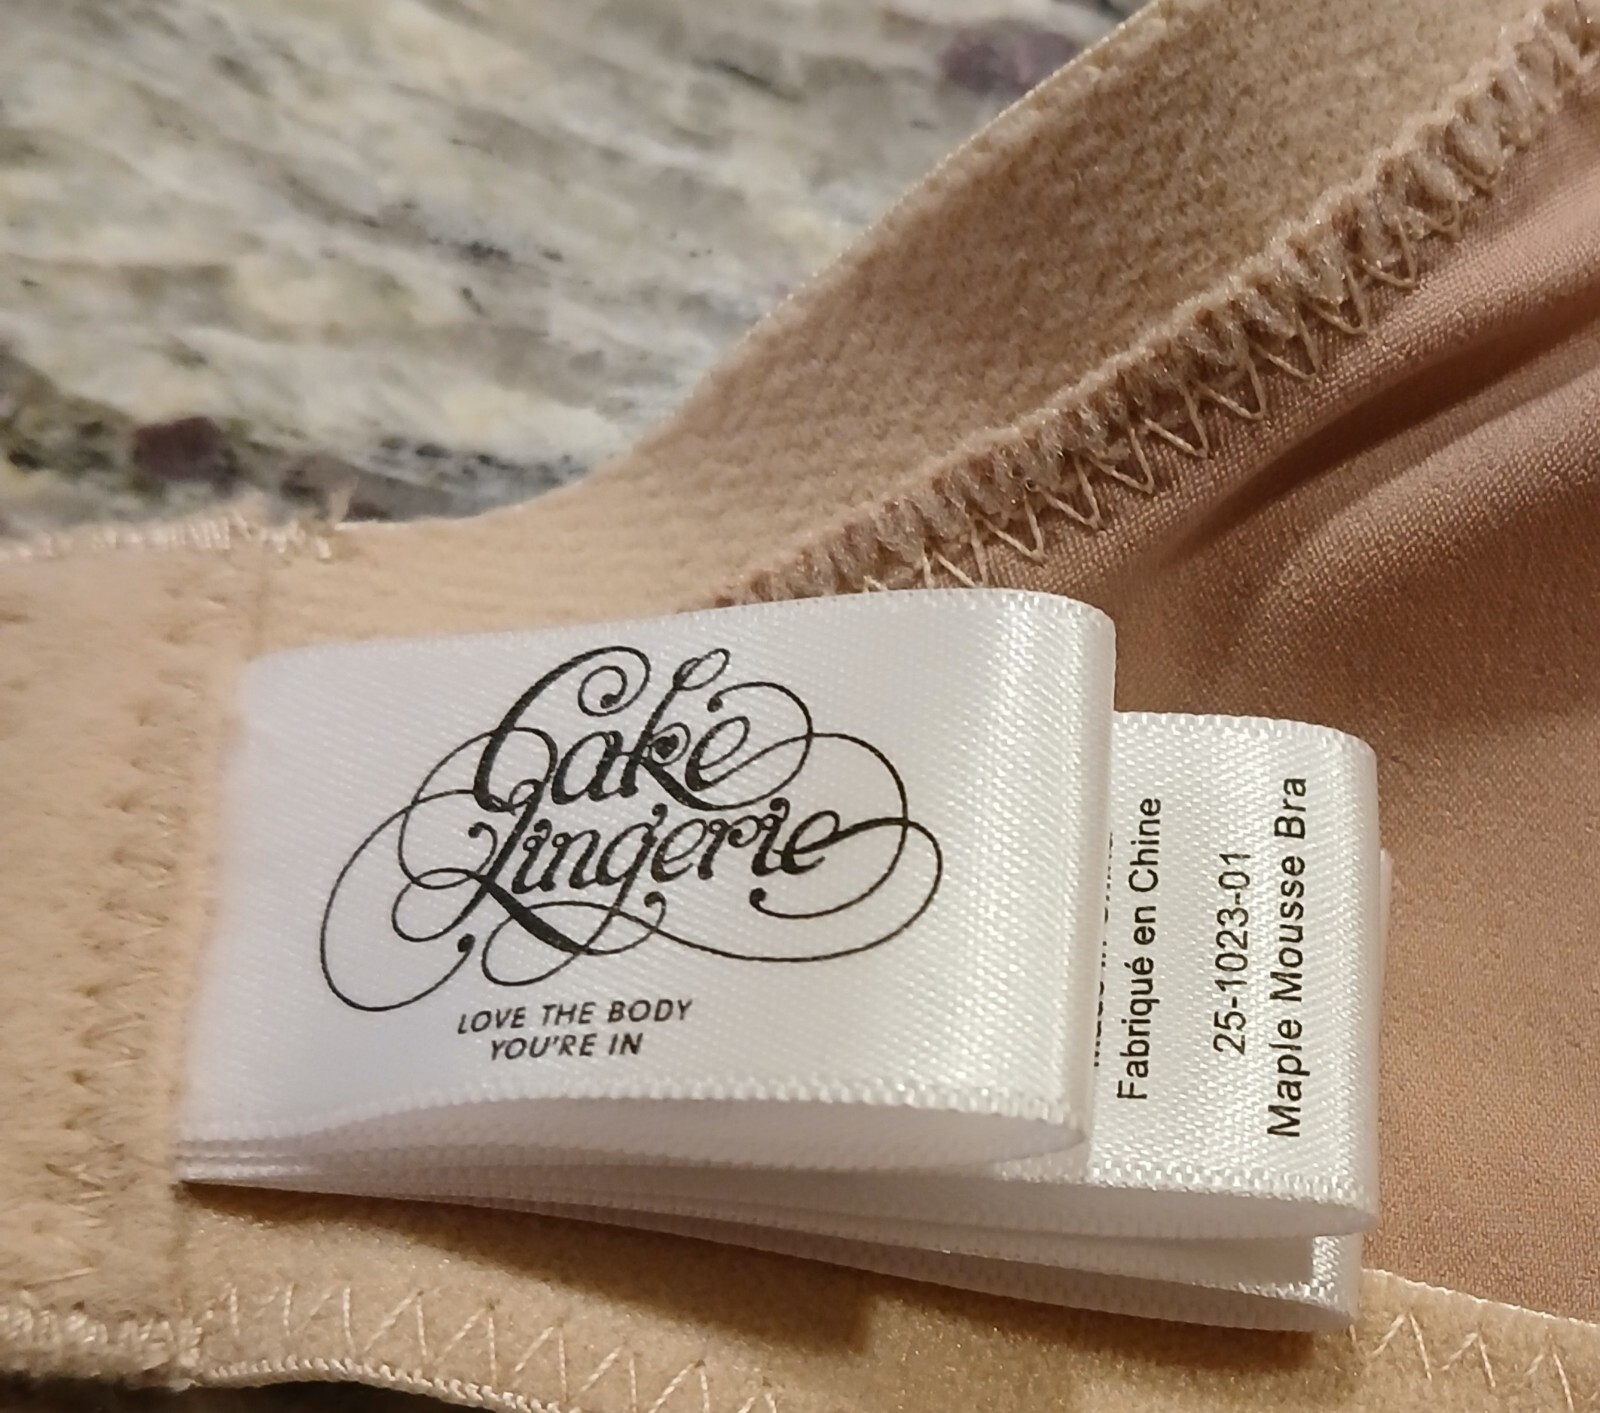 Cake
Lingerie
LOVE THE BODY
YOU'RE IN
Fabriqué en Chine
25-1023-01
Maple Mousse Bra